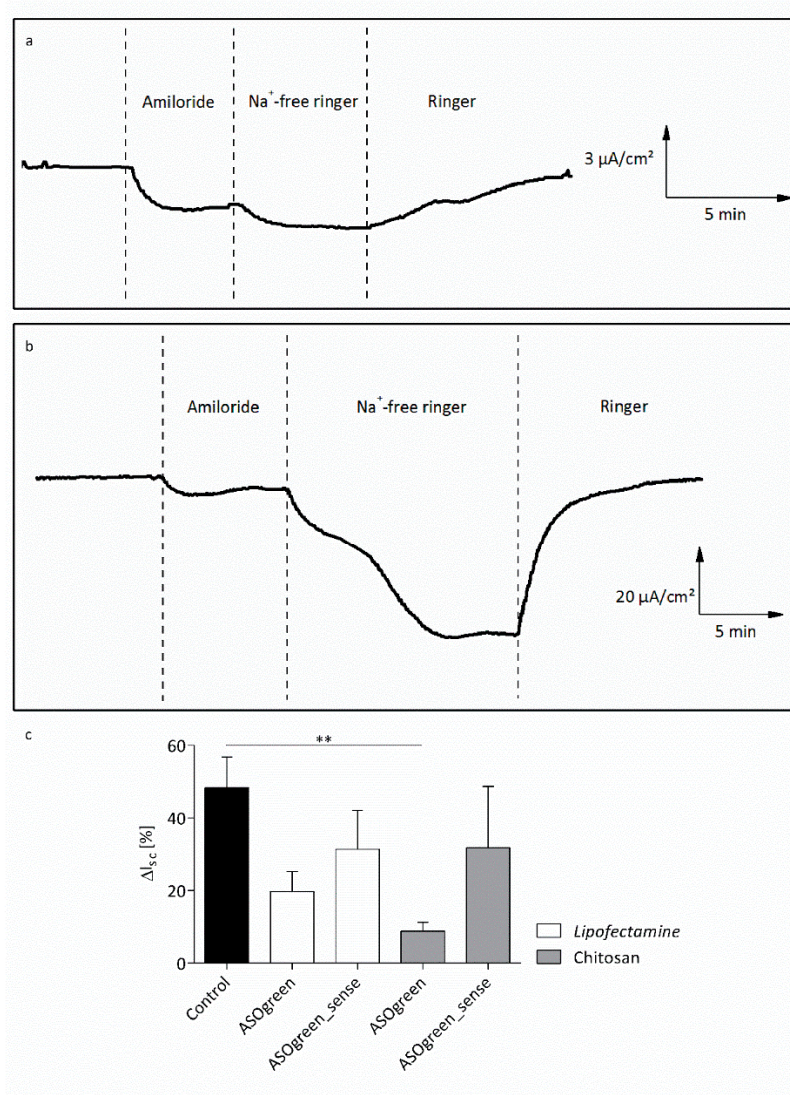 a
Amiloride
Na⁺-free ringer
Ringer
3 µA/cm²
5 min
b
Amiloride
Na⁺-free ringer
Ringer
20 µA/cm²
5 min
c
**
60
40
20
0
ΔIsc [%]
Control
ASOgreen
ASOgreen_sense
ASOgreen
ASOgreen_sense
Lipofectamine
Chitosan